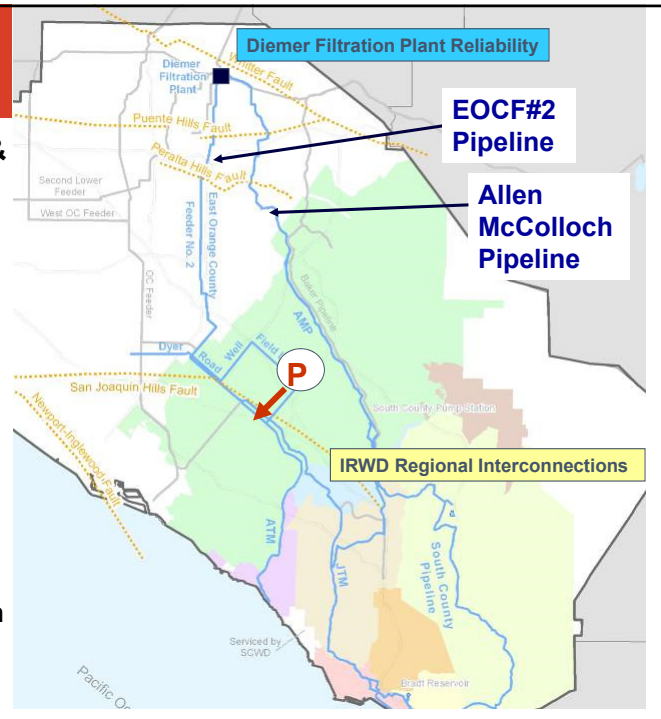 Diemer Filtration Plant Reliability
Whitter Fault
Diemer
Filtration
Plant
EOCF#2
Pipeline
Puente Hills Fault
&
Peralta Hills Fault
Second Lower
Feeder
West OC Feeder
Allen
McColloch
Pipeline
East Orange County
Feeder No. 2
OC Feeder
Baker Pipeline
AMP
Dyer
Road
Well
Field
P
San Joaquin Hills Fault
South County Pump Station
Newport-Inglewood Fault
IRWD Regional Interconnections
ATM
JTM
South County
Pipeline
Serviced by
SCWD
Bradt Reservoir
Pacific Oc